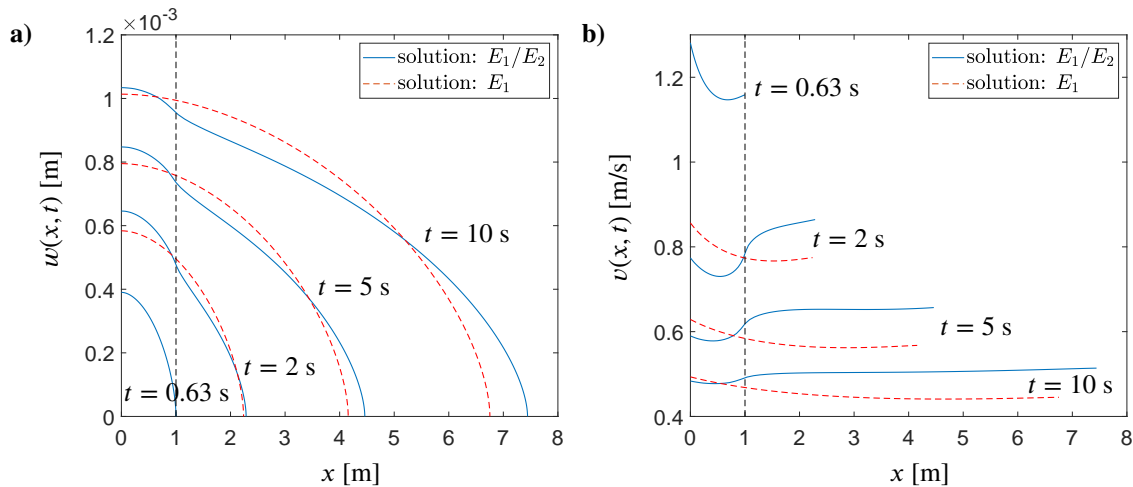 a)
×10⁻³
1.2
1
0.8
0.6
0.4
0.2
0
w(x, t) [m]
solution: E₁/E₂
solution: E₁
t = 10 s
t = 5 s
t = 2 s
t = 0.63 s
0 1 2 3 4 5 6 7 8
x [m]
b)
1.2
1
0.8
0.6
0.4
v(x, t) [m/s]
solution: E₁/E₂
solution: E₁
t = 0.63 s
t = 2 s
t = 5 s
t = 10 s
0 1 2 3 4 5 6 7 8
x [m]